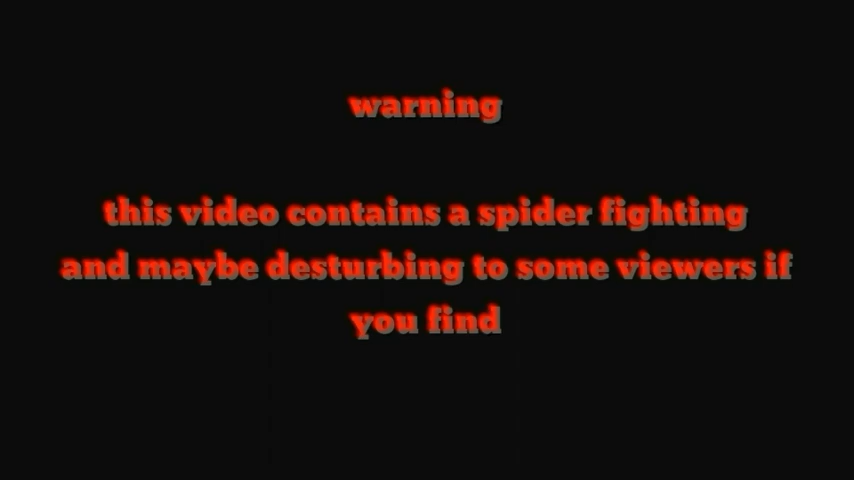 warning
this video contains a spider fighting
and maybe desturbing to some viewers if
you find